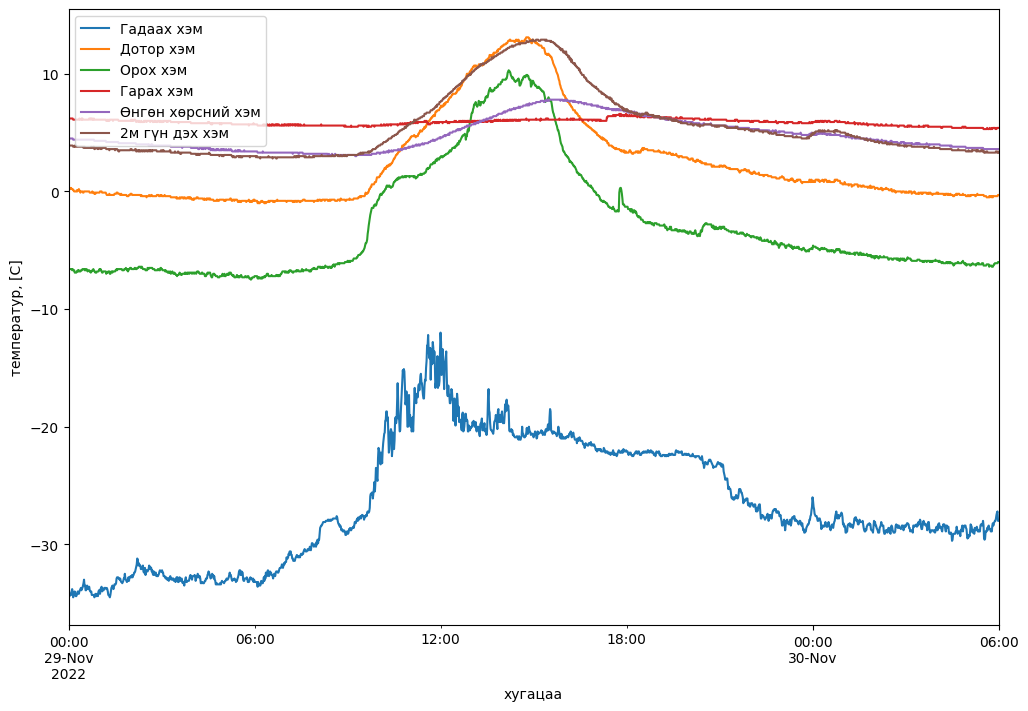 Гадаах хэм
Дотор хэм
Орох хэм
Гарах хэм
Өнгөн хөрсний хэм
2м гүн дэх хэм
температур, [C]
10
0
−10
−20
−30
00:00 06:00 12:00 18:00 00:00 06:00
29-Nov 30-Nov
2022
хугацаа